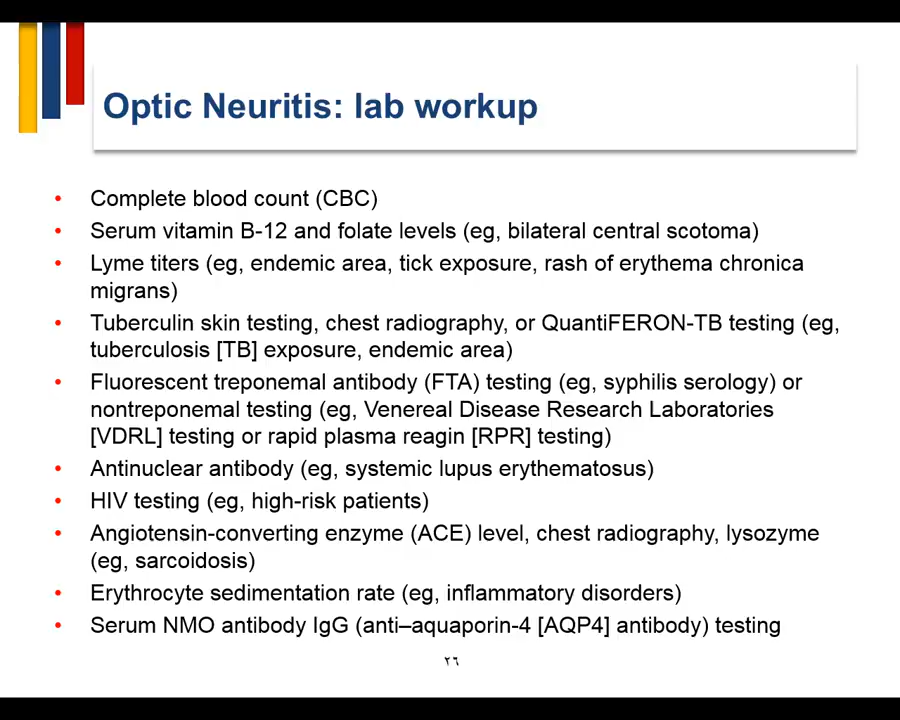 Optic Neuritis: lab workup
• Complete blood count (CBC)
• Serum vitamin B-12 and folate levels (eg, bilateral central scotoma)
• Lyme titers (eg, endemic area, tick exposure, rash of erythema chronica
migrans)
• Tuberculin skin testing, chest radiography, or QuantiFERON-TB testing (eg,
tuberculosis [TB] exposure, endemic area)
• Fluorescent treponemal antibody (FTA) testing (eg, syphilis serology) or
nontreponemal testing (eg, Venereal Disease Research Laboratories
[VDRL] testing or rapid plasma reagin [RPR] testing)
• Antinuclear antibody (eg, systemic lupus erythematosus)
• HIV testing (eg, high-risk patients)
• Angiotensin-converting enzyme (ACE) level, chest radiography, lysozyme
(eg, sarcoidosis)
• Erythrocyte sedimentation rate (eg, inflammatory disorders)
• Serum NMO antibody IgG (anti–aquaporin-4 [AQP4] antibody) testing
٢٦